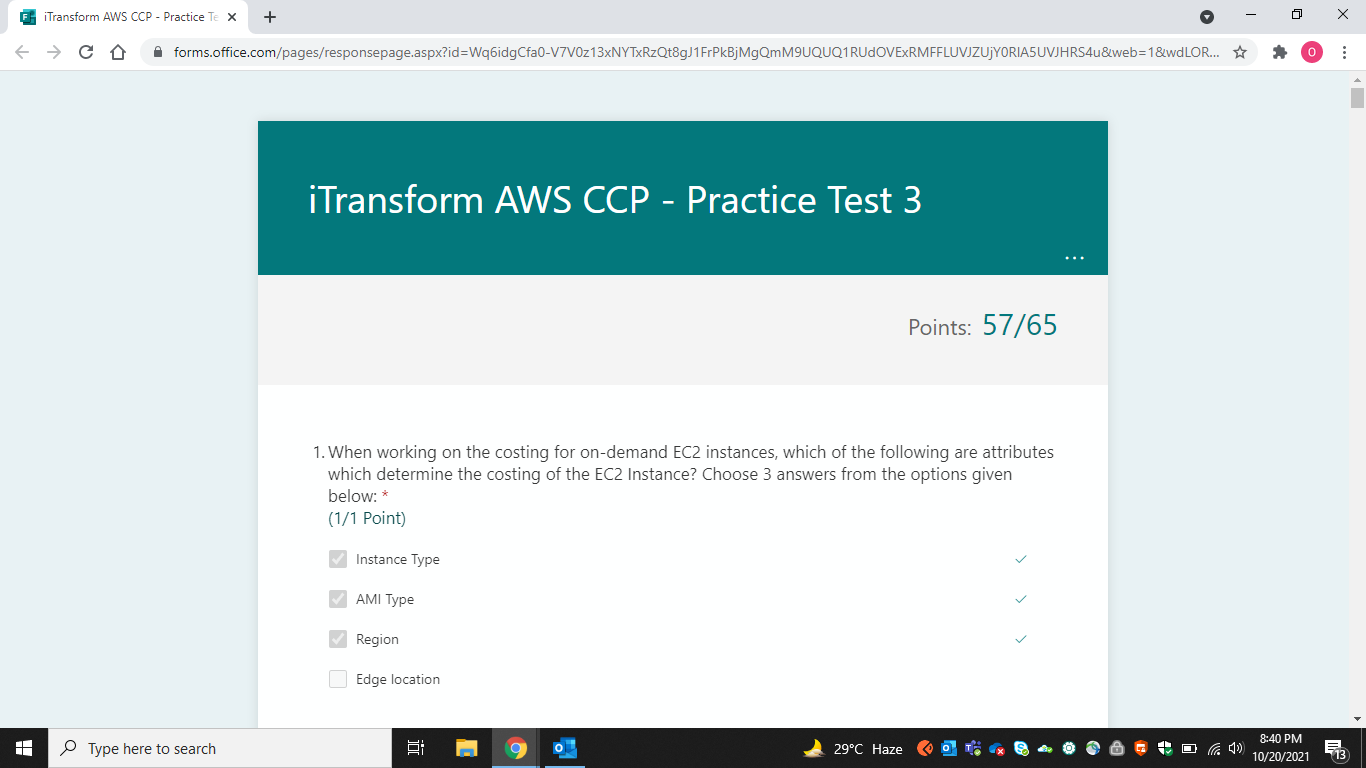 iTransform AWS CCP - Practice Te
forms.office.com/pages/responsepage.aspx?id=Wq6idgCfa0-V7V0z13xNYTxRzQt8gJ1FrPkBjMgQmM9UQUQ1RUdOVExRMFFLUVJZUjY0RlA5UVJHRS4u&web=1&wdLOR...
O
iTransform AWS CCP - Practice Test 3
...
Points: 57/65
1. When working on the costing for on-demand EC2 instances, which of the following are attributes
which determine the costing of the EC2 Instance? Choose 3 answers from the options given
below: *
(1/1 Point)
Instance Type
AMI Type
Region
Edge location
Type here to search
29°C Haze
8:40 PM
10/20/2021
13